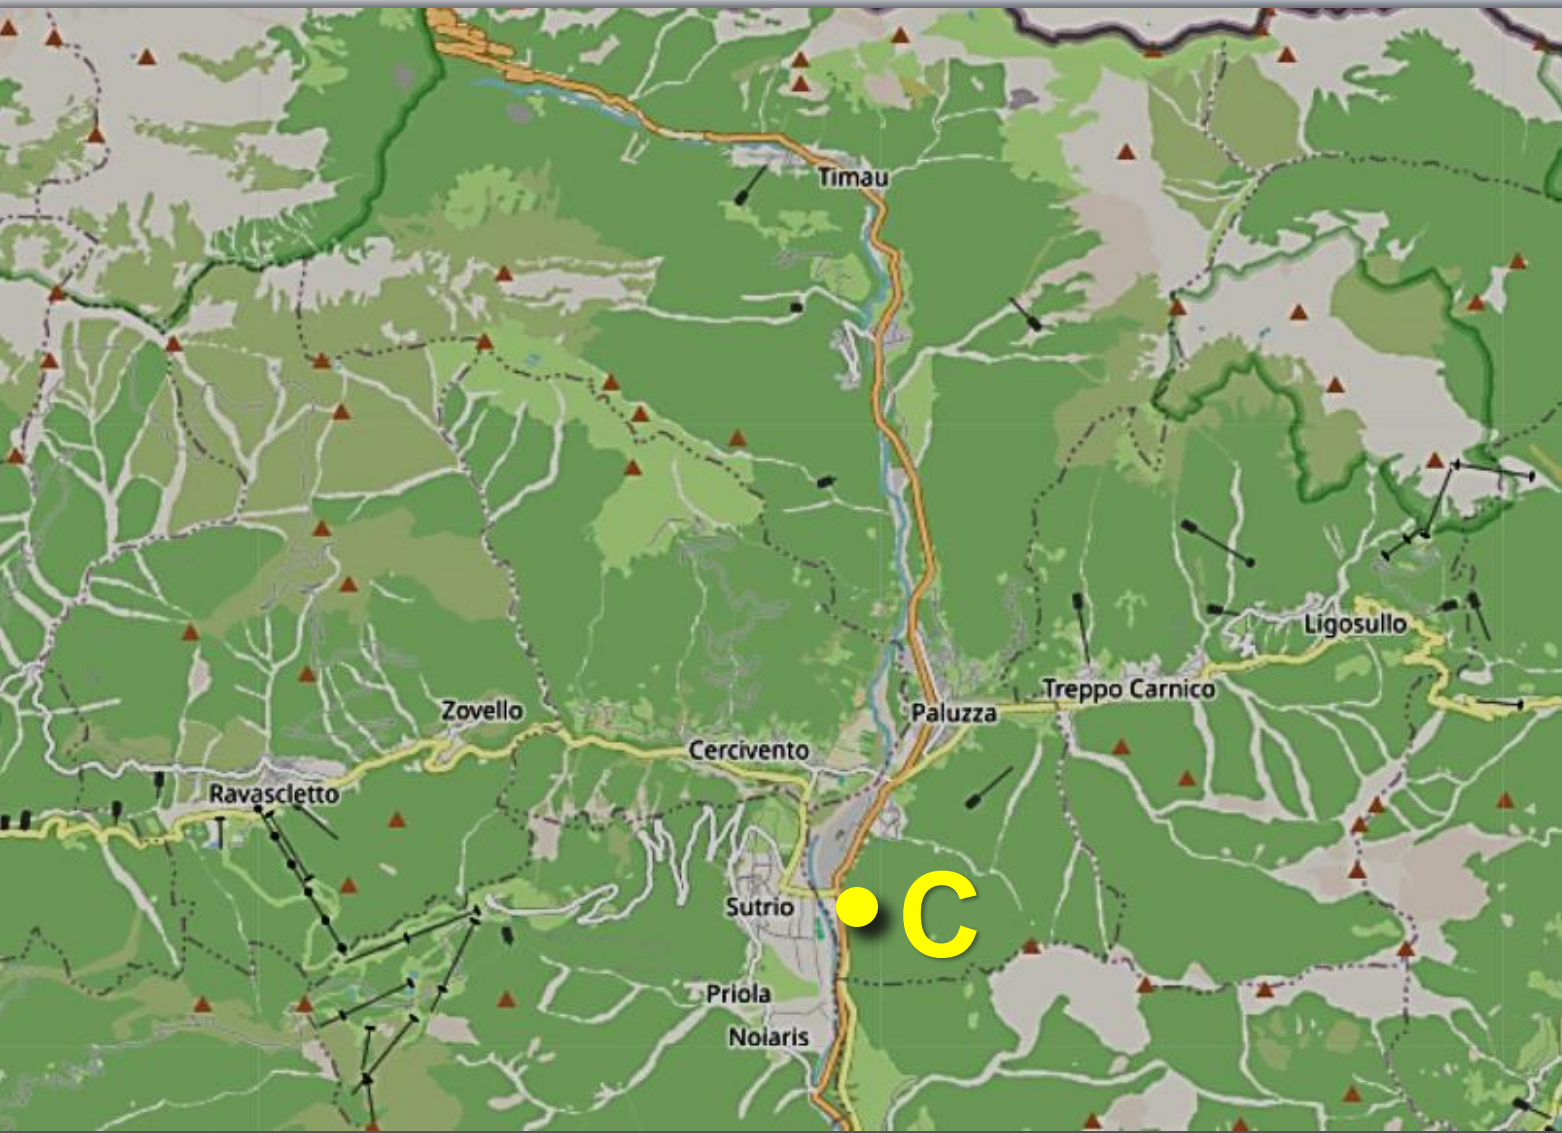 Timau
Ligosullo
Treppo Carnico
Zovello
Paluzza
Cercivento
Ravascletto
Sutrio
C
Priola
Noiaris